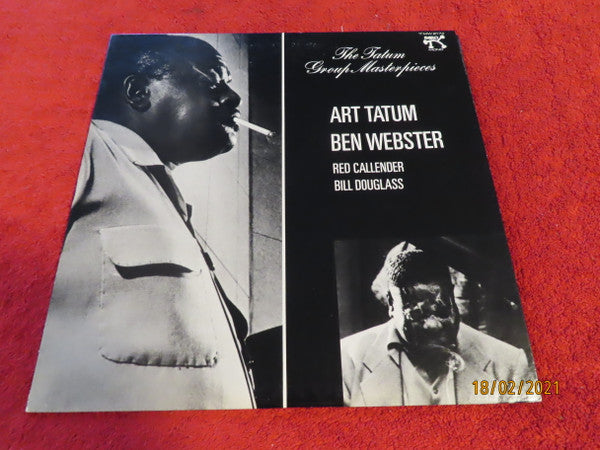 The Tatum
Group Masterpieces
ART TATUM
BEN WEBSTER
RED CALLENDER
BILL DOUGLASS
18/02/2021